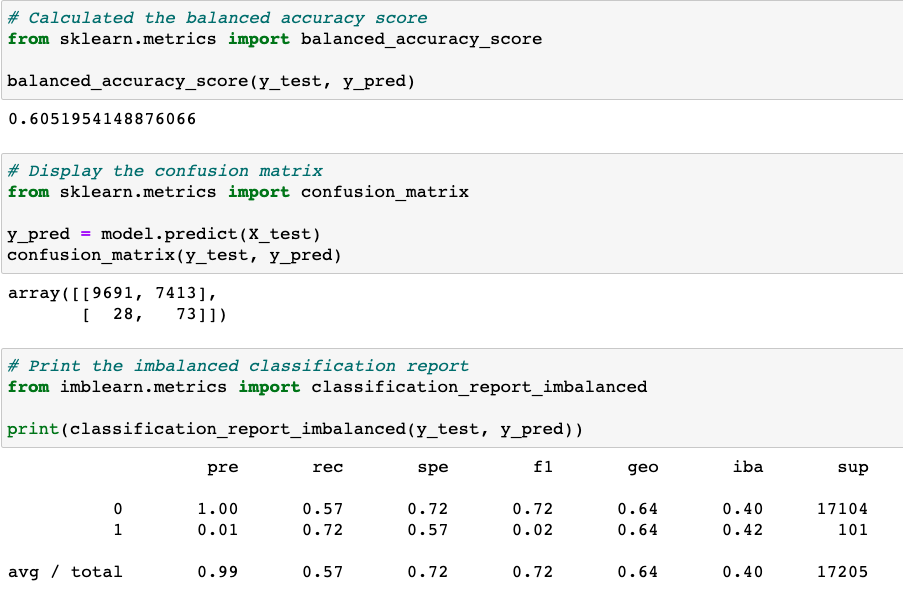 # Calculated the balanced accuracy score
from sklearn.metrics import balanced_accuracy_score
balanced_accuracy_score(y_test, y_pred)
0.6051954148876066
# Display the confusion matrix
from sklearn.metrics import confusion_matrix
y_pred = model.predict(X_test)
confusion_matrix(y_test, y_pred)
array([[9691, 7413],
[  28,   73]])
# Print the imbalanced classification report
from imblearn.metrics import classification_report_imbalanced
print(classification_report_imbalanced(y_test, y_pred))
pre rec spe f1 geo iba sup
0 1.00 0.57 0.72 0.72 0.64 0.40 17104
1 0.01 0.72 0.57 0.02 0.64 0.42 101
avg / total 0.99 0.57 0.72 0.72 0.64 0.40 17205